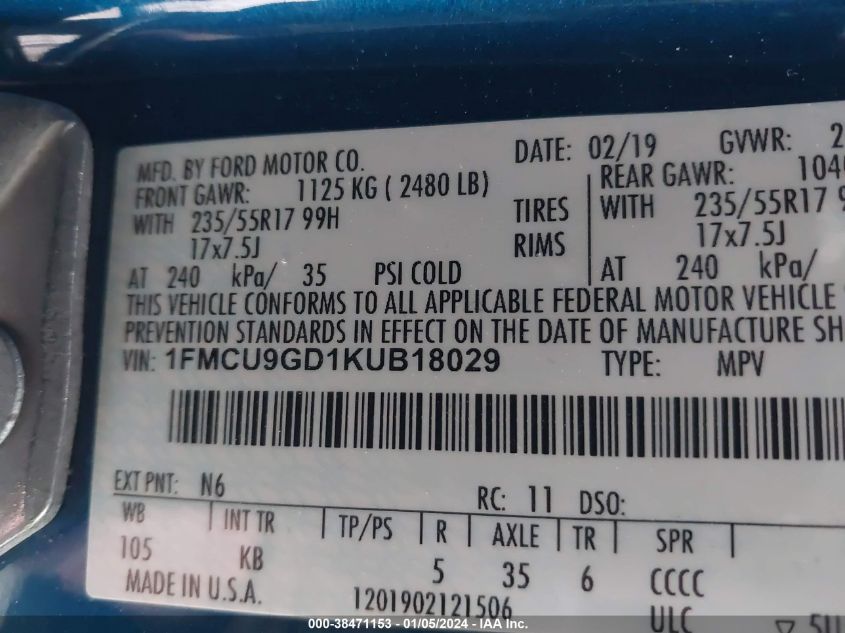 MFD. BY FORD MOTOR CO. DATE: 02/19 GVWR: 2
FRONT GAWR: 1125 KG ( 2480 LB) REAR GAWR: 1040
WITH 235/55R17 99H TIRES WITH 235/55R17 9
17x7.5J RIMS 17x7.5J
AT 240 kPa/ 35 PSI COLD AT 240 kPa/
THIS VEHICLE CONFORMS TO ALL APPLICABLE FEDERAL MOTOR VEHICLE
PREVENTION STANDARDS IN EFFECT ON THE DATE OF MANUFACTURE SH
VIN: 1FMCU9GD1KUB18029 TYPE: MPV
EXT PNT: N6 RC: 11 DSO:
WB INT TR TP/PS R AXLE TR SPR
105 KB 5 35 6 CCCC
MADE IN U.S.A. 1201902121506 ULC
© 00-38471153 - 01/05/2024 - IAA Inc.